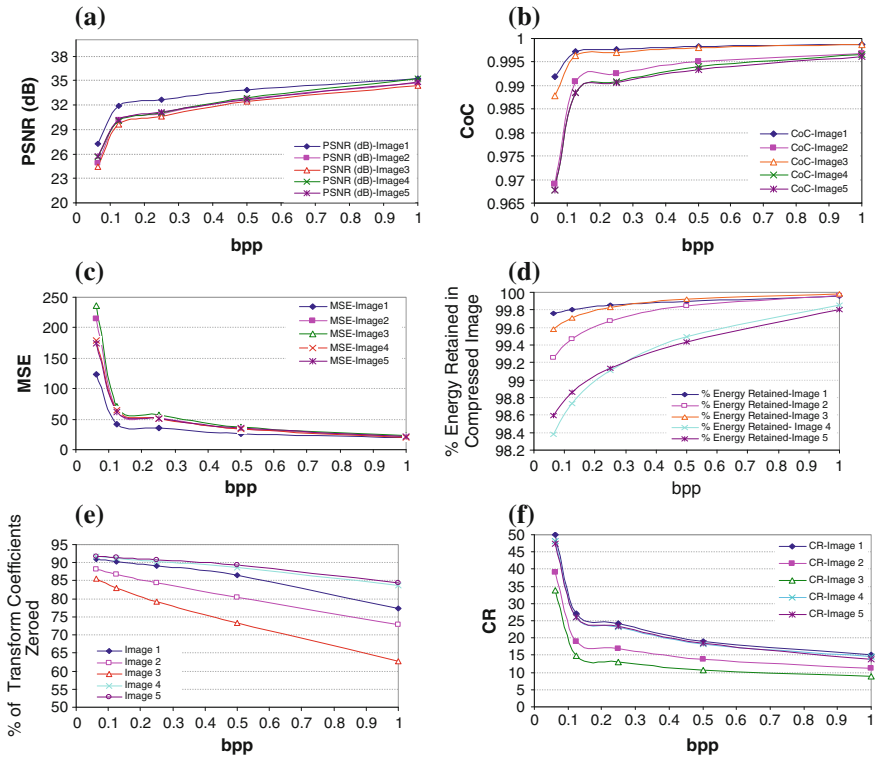 (a)
PSNR (dB)
38
35
32
29
26
23
20
0 0.1 0.2 0.3 0.4 0.5 0.6 0.7 0.8 0.9 1
bpp
PSNR (dB)-Image1
PSNR (dB)-Image2
PSNR (dB)-Image3
PSNR (dB)-Image4
PSNR (dB)-Image5
(b)
CoC
1
0.995
0.99
0.985
0.98
0.975
0.97
0.965
0 0.1 0.2 0.3 0.4 0.5 0.6 0.7 0.8 0.9 1
bpp
CoC-Image1
CoC-Image2
CoC-Image3
CoC-Image4
CoC-Image5
(c)
MSE
250
200
150
100
50
0
0 0.1 0.2 0.3 0.4 0.5 0.6 0.7 0.8 0.9 1
bpp
MSE-Image1
MSE-Image2
MSE-Image3
MSE-Image4
MSE-Image5
(d)
% Energy Retained in
Compressed Image
100
99.8
99.6
99.4
99.2
99
98.8
98.6
98.4
98.2
0 0.1 0.2 0.3 0.4 0.5 0.6 0.7 0.8 0.9 1
bpp
% Energy Retained-Image 1
% Energy Retained-Image 2
% Energy Retained-Image 3
% Energy Retained- Image 4
% Energy Retained-Image 5
(e)
% of Transform Coefficients
Zeroed
95
90
85
80
75
70
65
60
55
50
0 0.1 0.2 0.3 0.4 0.5 0.6 0.7 0.8 0.9 1
bpp
Image 1
Image 2
Image 3
Image 4
Image 5
(f)
CR
50
45
40
35
30
25
20
15
10
5
0
0 0.1 0.2 0.3 0.4 0.5 0.6 0.7 0.8 0.9 1
bpp
CR-Image 1
CR-Image 2
CR-Image 3
CR-Image 4
CR-Image 5